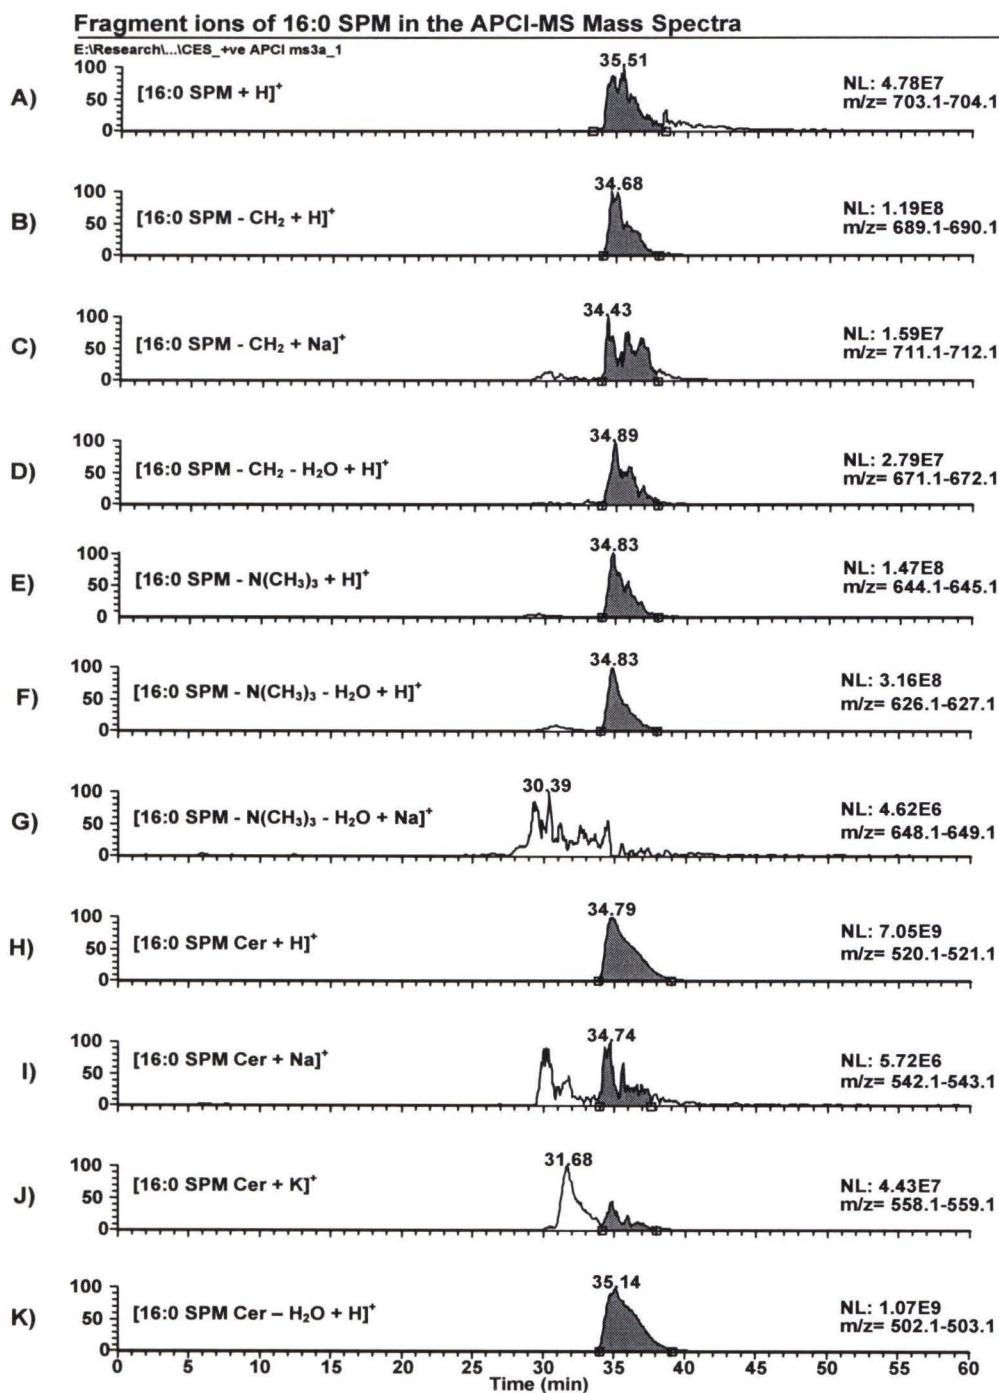 Fragment ions of 16:0 SPM in the APCI-MS Mass Spectra
E:\Research\...\CES_+ve APCI ms3a_1
A)
[16:0 SPM + H]⁺
100
50
0
35.51
NL: 4.78E7
m/z= 703.1-704.1
B)
[16:0 SPM - CH₂ + H]⁺
100
50
0
34.68
NL: 1.19E8
m/z= 689.1-690.1
C)
[16:0 SPM - CH₂ + Na]⁺
100
50
0
34.43
NL: 1.59E7
m/z= 711.1-712.1
D)
[16:0 SPM - CH₂ - H2O + H]⁺
100
50
0
34.89
NL: 2.79E7
m/z= 671.1-672.1
E)
[16:0 SPM - N(CH₃)₃ + H]⁺
100
50
0
34.83
NL: 1.47E8
m/z= 644.1-645.1
F)
[16:0 SPM - N(CH₃)₃ - H₂O + H]⁺
100
50
0
34.83
NL: 3.16E8
m/z= 626.1-627.1
G)
[16:0 SPM - N(CH₃)₃ - H₂O + Na]⁺
100
50
0
30.39
NL: 4.62E6
m/z= 648.1-649.1
H)
[16:0 SPM Cer + H]⁺
100
50
0
34.79
NL: 7.05E9
m/z= 520.1-521.1
I)
[16:0 SPM Cer + Na]⁺
100
50
0
34.74
NL: 5.72E6
m/z= 542.1-543.1
J)
[16:0 SPM Cer + K]⁺
100
50
0
31.68
NL: 4.43E7
m/z= 558.1-559.1
K)
[16:0 SPM Cer – H₂O + H]⁺
100
50
0
35.14
NL: 1.07E9
m/z= 502.1-503.1
0 5 10 15 20 25 30 35 40 45 50 55 60
Time (min)